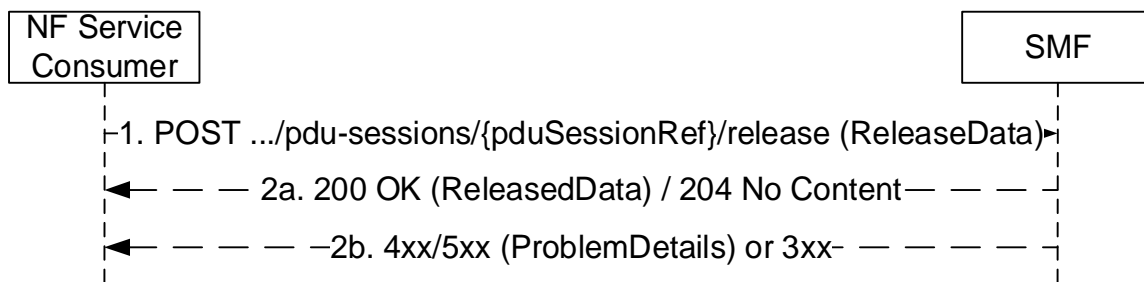 NF Service
Consumer
SMF
1. POST .../pdu-sessions/{pduSessionRef}/release (ReleaseData)
2a. 200 OK (ReleasedData) / 204 No Content
2b. 4xx/5xx (ProblemDetails) or 3xx